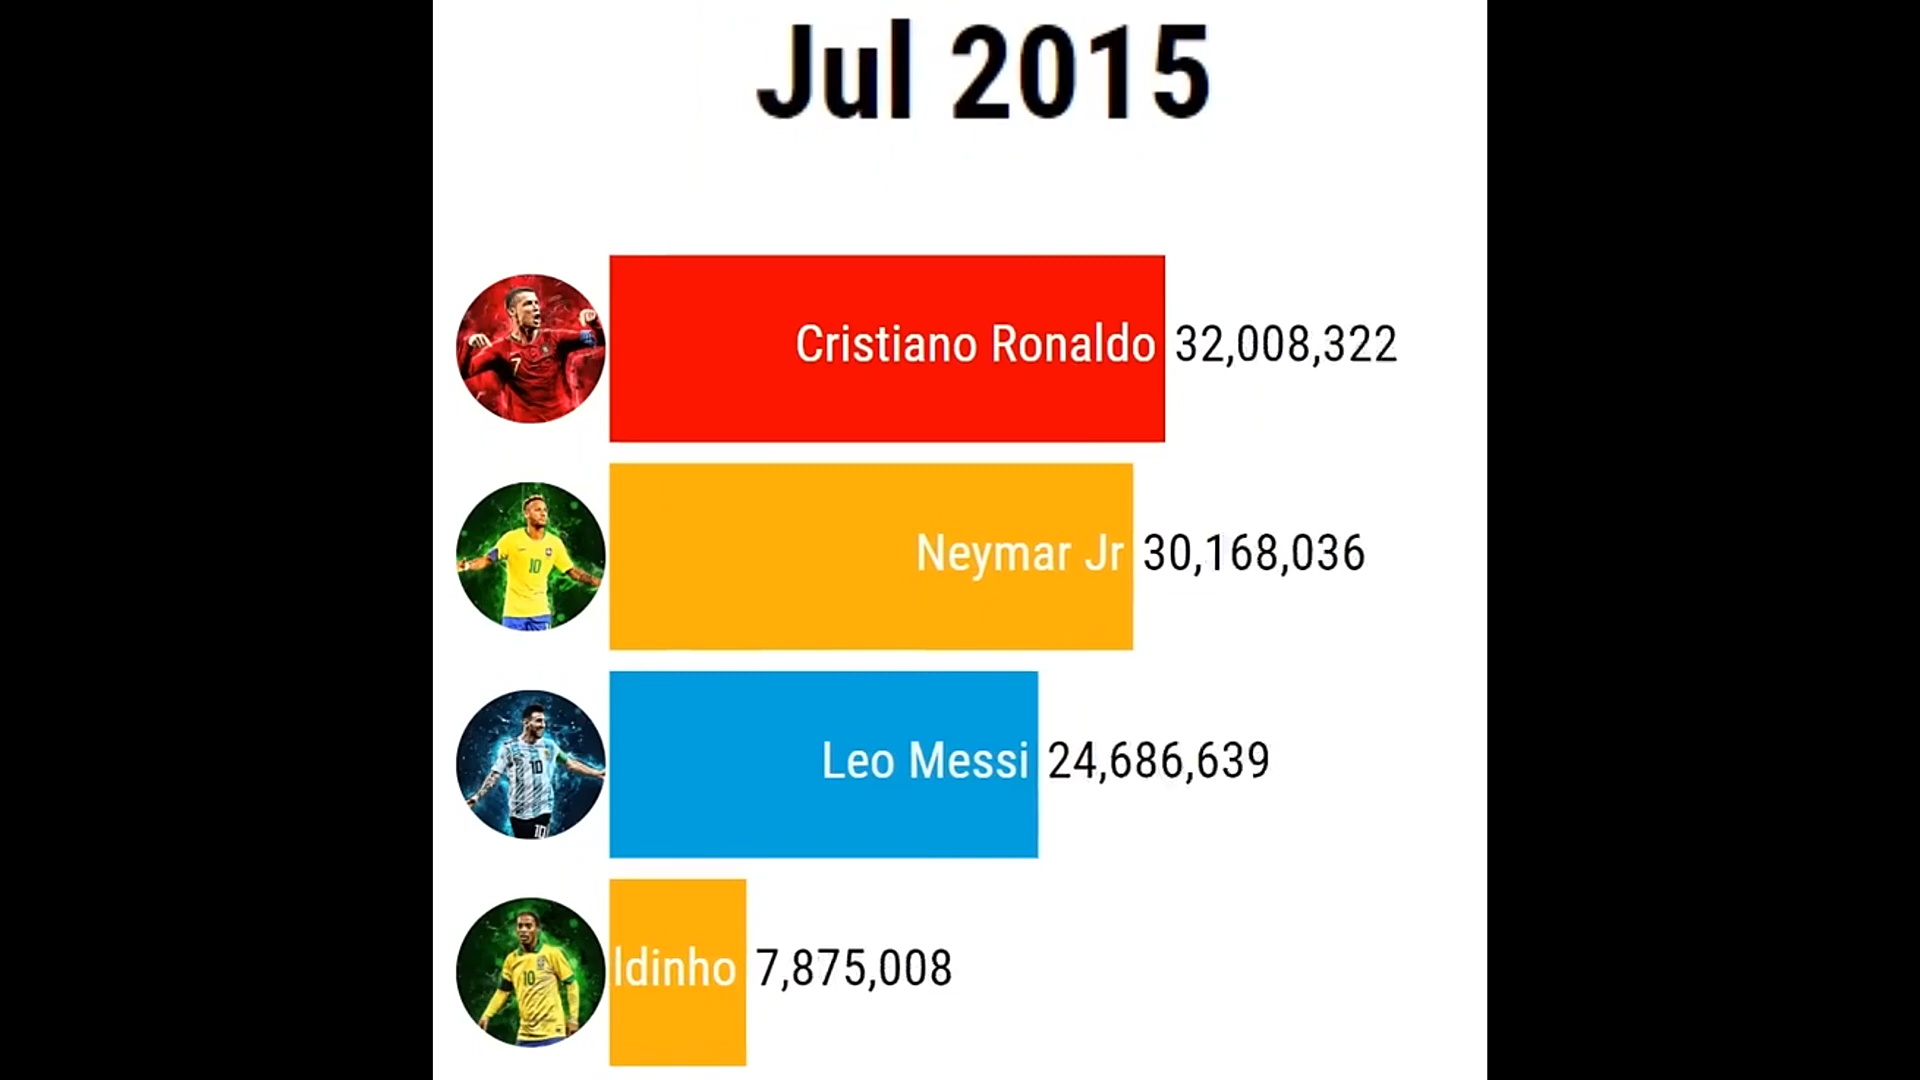 Jul 2015
Cristiano Ronaldo 32,008,322
Neymar Jr 30,168,036
Leo Messi 24,686,639
ldinho 7,875,008